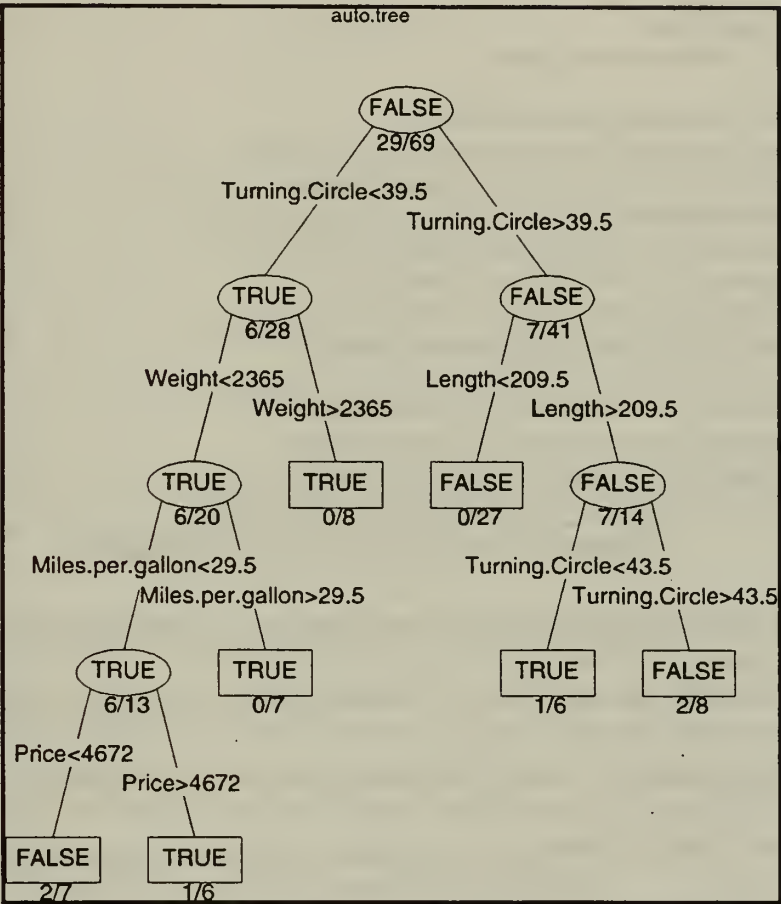 auto.tree
FALSE
29/69
Turning.Circle<39.5
Turning.Circle>39.5
TRUE
6/28
FALSE
7/41
Weight<2365
Weight>2365
Length<209.5
Length>209.5
TRUE
6/20
TRUE
0/8
FALSE
0/27
FALSE
7/14
Miles.per.gallon<29.5
Miles.per.gallon>29.5
Turning.Circle<43.5
Turning.Circle>43.5
TRUE
6/13
TRUE
0/7
TRUE
1/6
FALSE
2/8
Price<4672
Price>4672
FALSE
2/7
TRUE
1/6